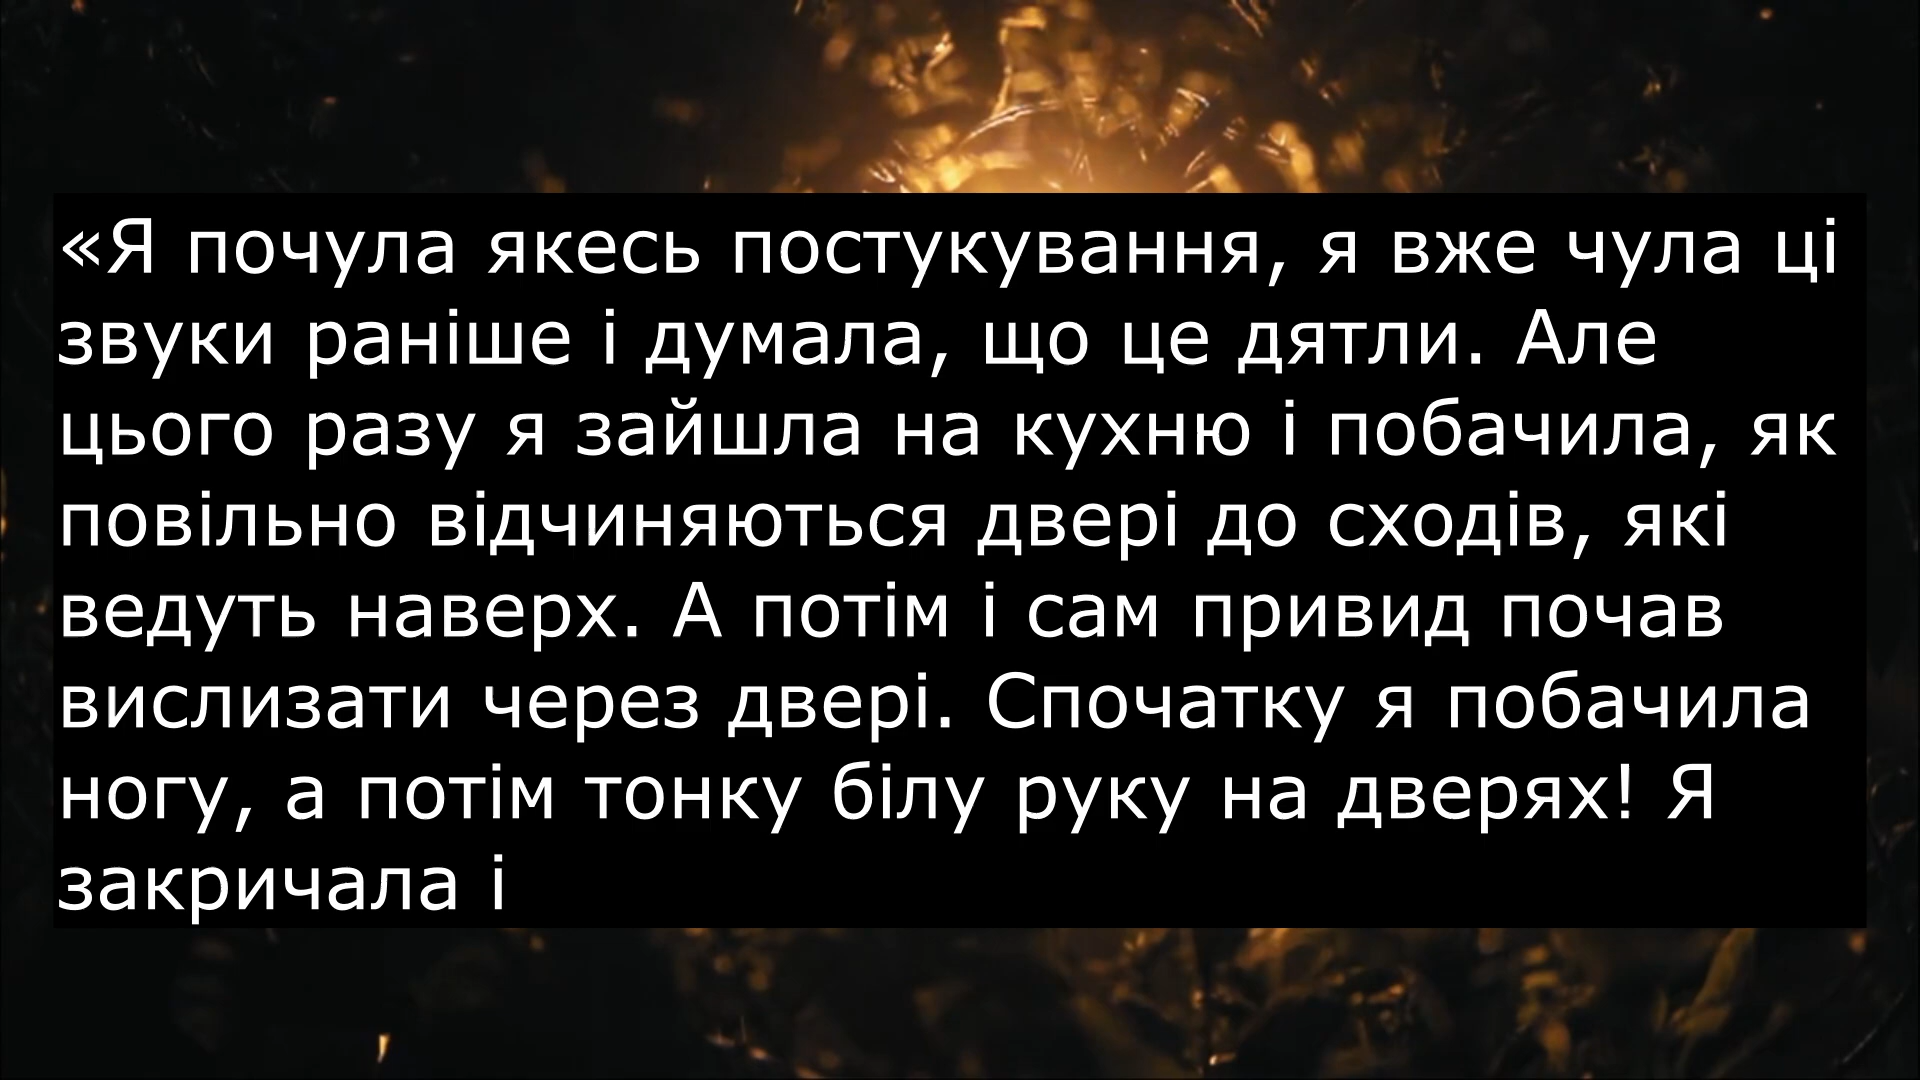 «Я почула якесь постукування, я вже чула ці
звуки раніше і думала, що це дятли. Але
цього разу я зайшла на кухню і побачила, як
повільно відчиняються двері до сходів, які
ведуть наверх. А потім і сам привид почав
вислизати через двері. Спочатку я побачила
ногу, а потім тонку білу руку на дверях! Я
закричала і